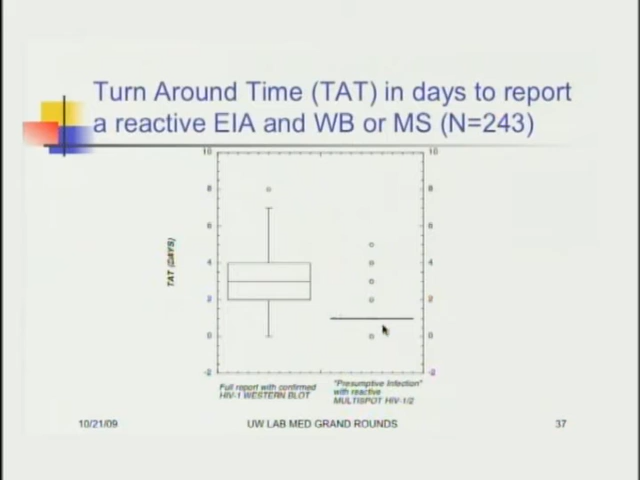 Turn Around Time (TAT) in days to report
a reactive EIA and WB or MS (N=243)
10 10
8 8
6 6
4 4
2 2
0 0
-2 -2
TAT (DAYS)
Full report with confirmed
HIV-1 WESTERN BLOT
"Presumptive Infection"
with reactive
MULTISPOT HIV-1/2
10/21/09 UW LAB MED GRAND ROUNDS 37